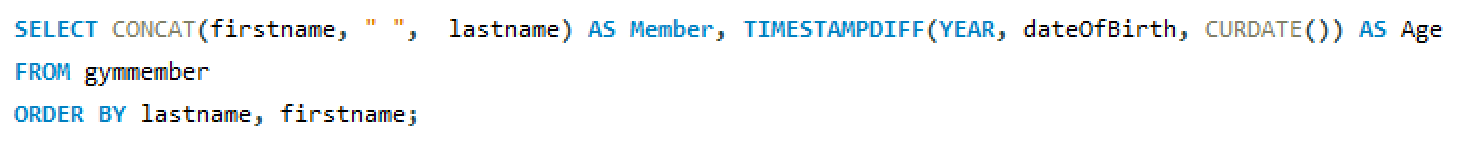 SELECT CONCAT(firstname, " ",  lastname) AS Member, TIMESTAMPDIFF(YEAR, dateOfBirth, CURDATE()) AS Age
FROM gymmember
ORDER BY lastname, firstname;